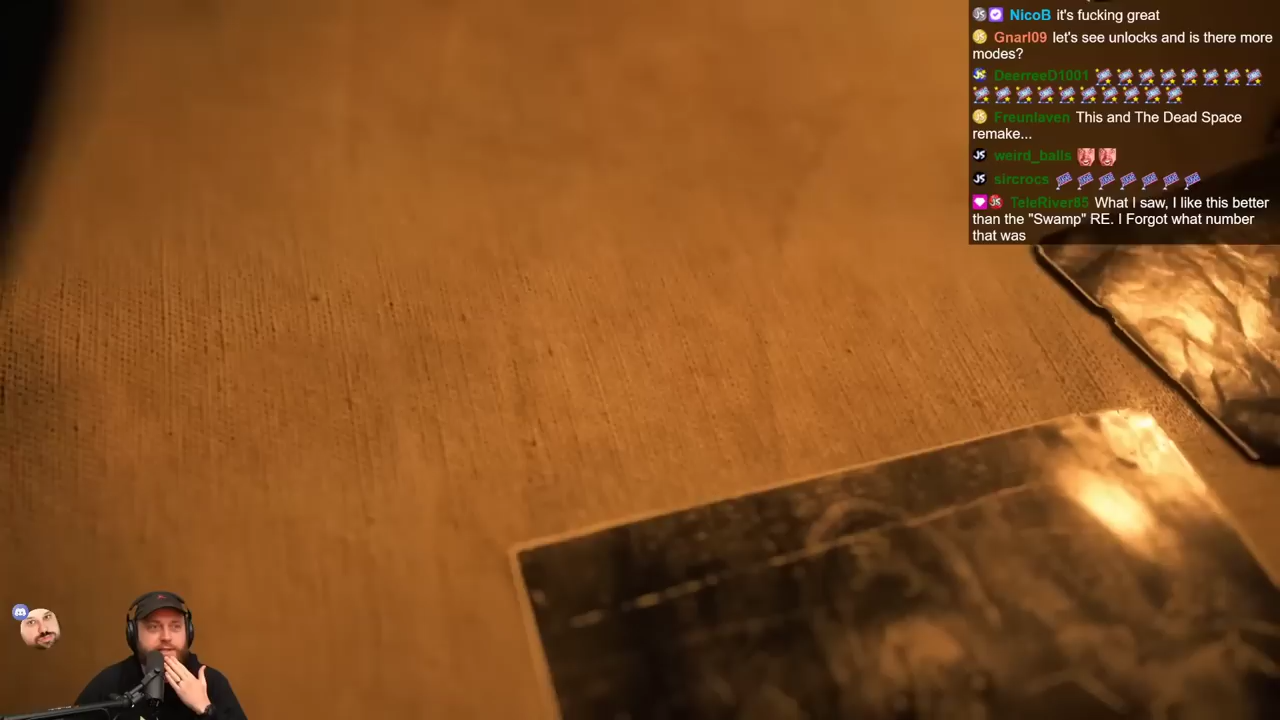 NicoB it's fucking great
Gnarl09 let's see unlocks and is there more
modes?
DeerreeD1001
Freunlaven This and The Dead Space
remake...
weird_balls
sircrocs
TeleRiver85 What I saw, I like this better
than the "Swamp" RE. I Forgot what number
that was